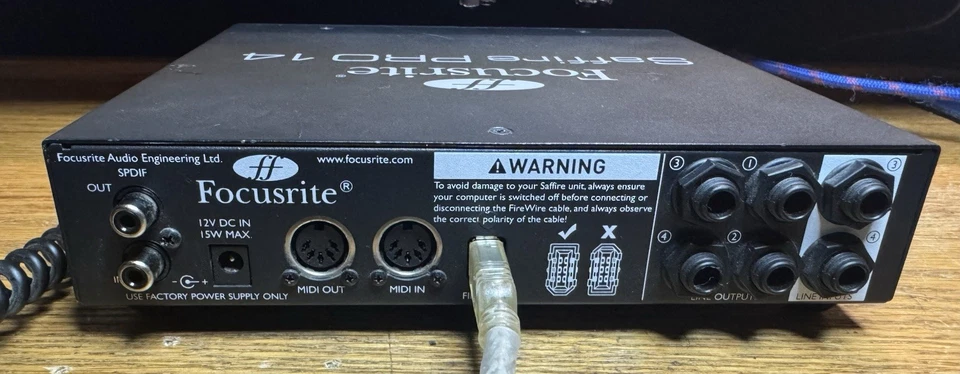 Saffire PRO 14
Focusrite®
Focusrite Audio Engineering Ltd.
SPDIF
OUT
ff
Focusrite®
www.focusrite.com
12V DC IN
15W MAX.
- +
USE FACTORY POWER SUPPLY ONLY
MIDI OUT
MIDI IN
WARNING
To avoid damage to your Saffire unit, always ensure
your computer is switched off before connecting or
disconnecting the FireWire cable, and always observe
the correct polarity of the cable!
3
1
3
4
2
4
LINE OUTPUTS
LINE INPUTS